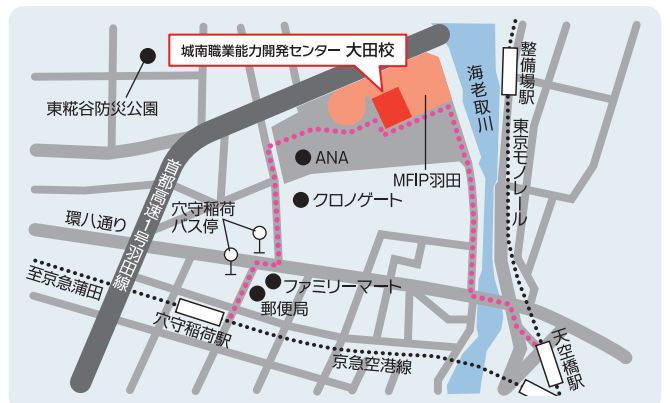 城南職業能力開発センター 大田校
東糀谷防災公園
首都高速1号羽田線
海老取川
整備場駅
東京モノレール
ANA
MFIP羽田
クロノゲート
穴守稲荷
バス停
環八通り
ファミリーマート
郵便局
至京急蒲田
穴守稲荷駅
京急空港線
天空橋駅